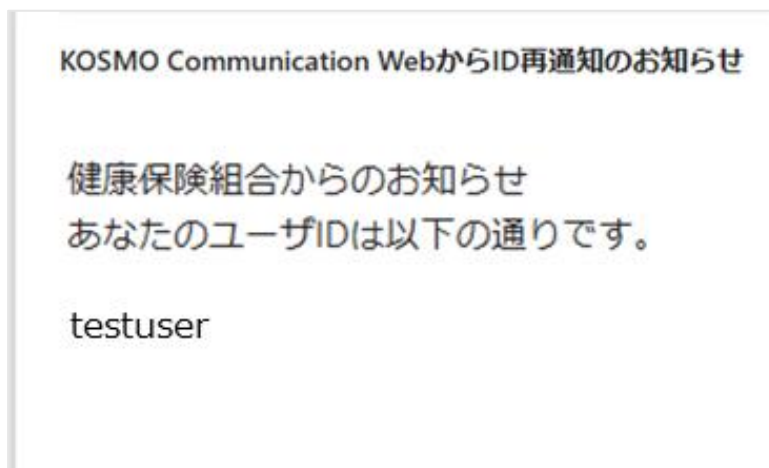 KOSMO Communication WebからID再通知のお知らせ
健康保険組合からのお知らせ
あなたのユーザIDは以下の通りです。
testuser